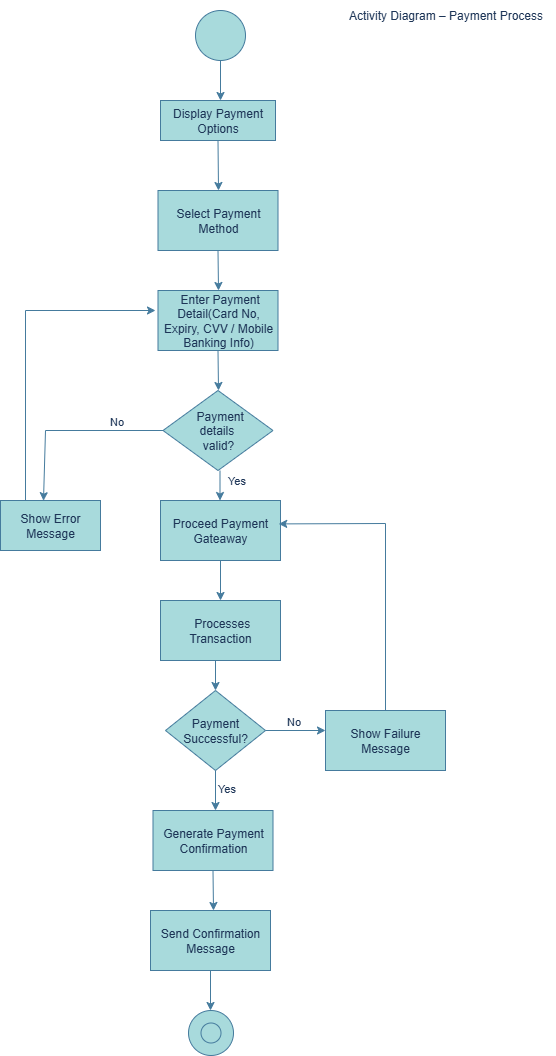 Activity Diagram – Payment Process
Display Payment
Options
Select Payment
Method
Enter Payment
Detail(Card No,
Expiry, CVV / Mobile
Banking Info)
Payment
details
valid?
No
Yes
Show Error
Message
Proceed Payment
Gateaway
Processes
Transaction
Payment
Successful?
No
Show Failure
Message
Yes
Generate Payment
Confirmation
Send Confirmation
Message